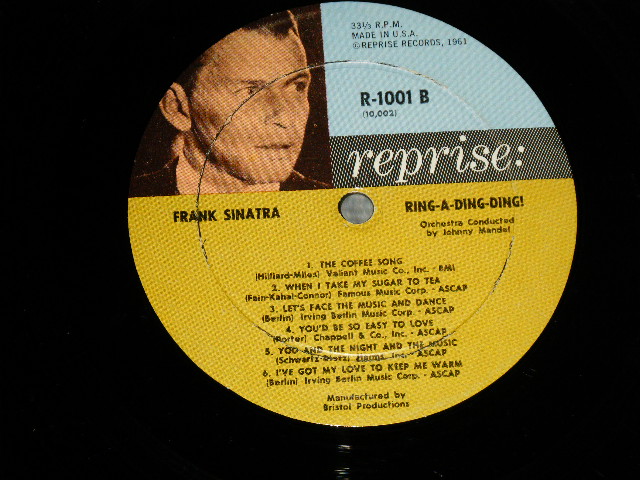 33⅓ R.P.M.
MADE IN U.S.A.
©REPRISE RECORDS, 1961
R-1001 B
(10,002)
reprise:
FRANK SINATRA
RING-A-DING-DING!
Orchestra Conducted
by Johnny Mandel
1. THE COFFEE SONG
(Hilliard-Miles) Valiant Music Co., Inc. - BMI
2. WHEN I TAKE MY SUGAR TO TEA
(Fain-Kahal-Connor) Famous Music Corp. - ASCAP
3. LET'S FACE THE MUSIC AND DANCE
(Berlin) Irving Berlin Music Corp. - ASCAP
4. YOU'D BE SO EASY TO LOVE
(Porter) Chappell & Co., Inc. - ASCAP
5. YOU AND THE NIGHT AND THE MUSIC
(Schwartz-Dietz) Harms, Inc. - ASCAP
6. I'VE GOT MY LOVE TO KEEP ME WARM
(Berlin) Irving Berlin Music Corp. - ASCAP
Manufactured by
Bristol Productions